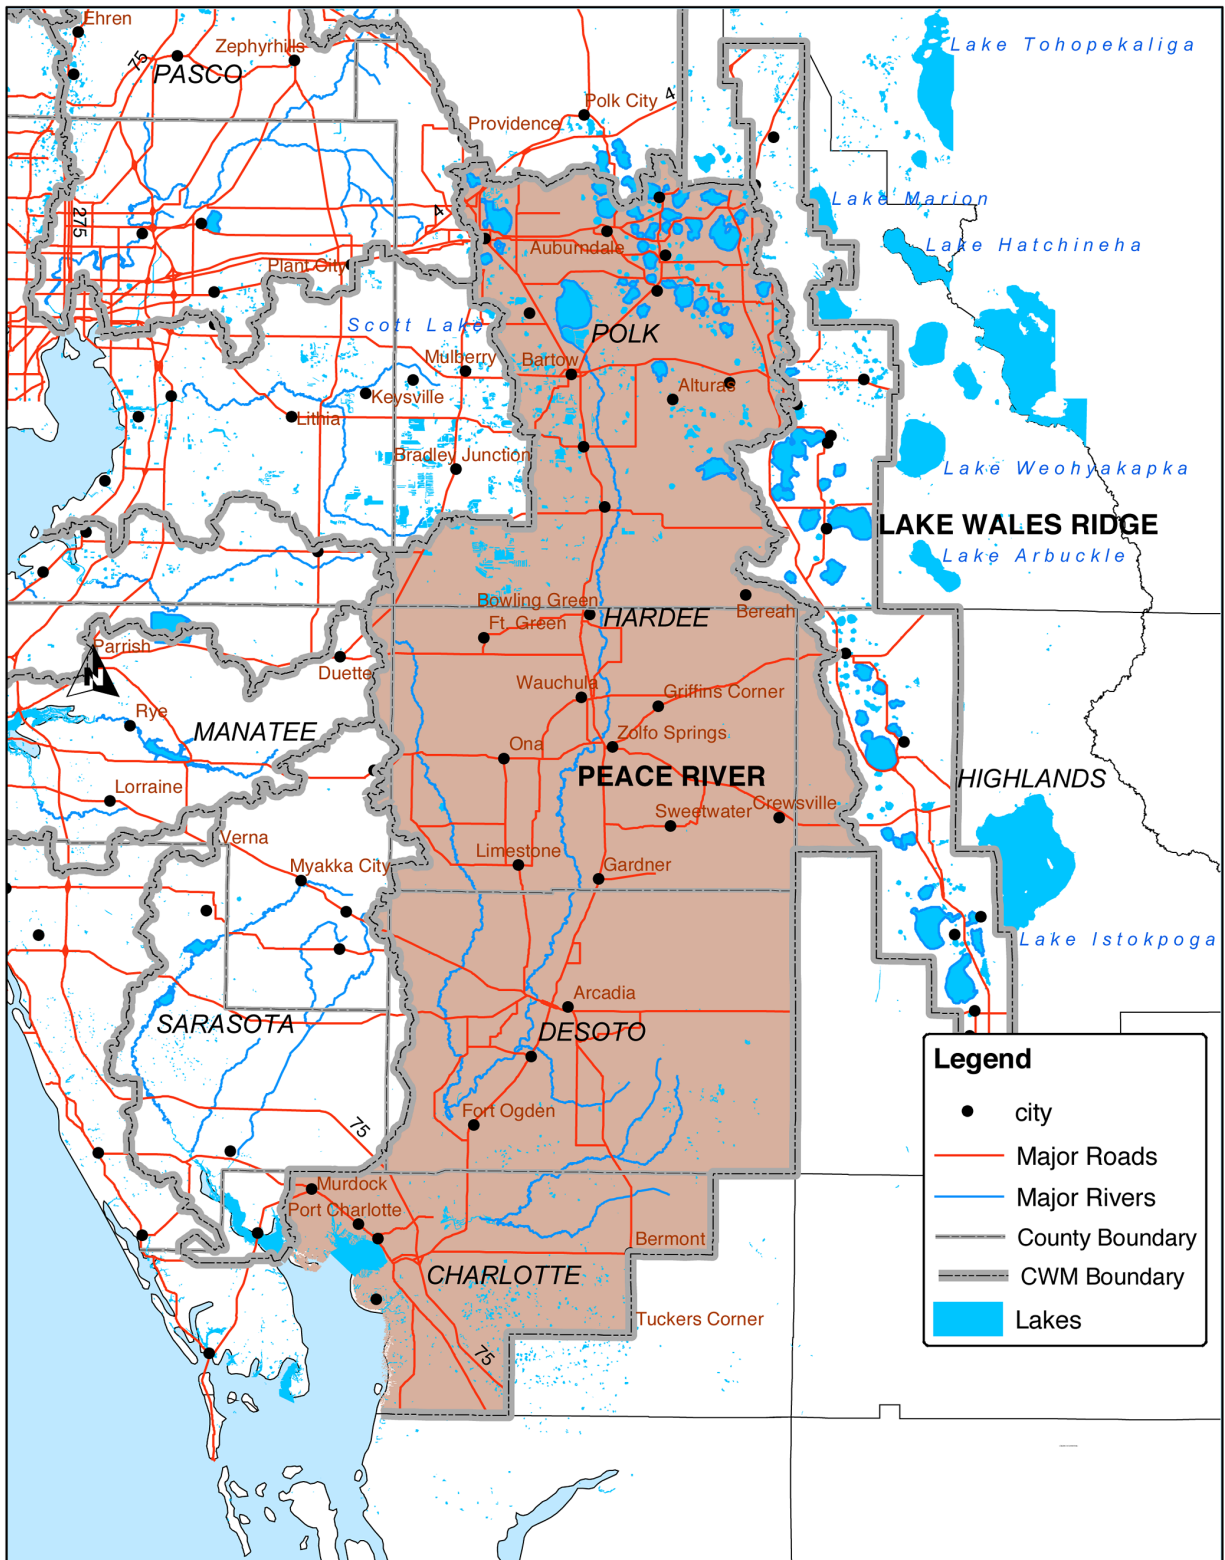 Ehren
Zephyrhills
75
PASCO
Lake Tohopekaliga
Polk City
4
Providence
Lake Marion
4
275
Auburndale
Lake Hatchineha
Plant City
Scott Lake
POLK
Mulberry
Bartow
Alturas
Keysville
Lithia
Bradley Junction
Lake Weohyakapka
LAKE WALES RIDGE
Lake Arbuckle
Bowling Green
Bereah
Ft. Green
HARDEE
Parrish
N
Duette
Wauchula
Griffins Corner
Rye
MANATEE
Zolfo Springs
Ona
PEACE RIVER
HIGHLANDS
Lorraine
Sweetwater
Crewsville
Verna
Limestone
Myakka City
Gardner
Lake Istokpoga
Arcadia
SARASOTA
DESOTO
Fort Ogden
75
Murdock
Port Charlotte
Bermont
CHARLOTTE
Tuckers Corner
75
Legend
city
Major Roads
Major Rivers
County Boundary
CWM Boundary
Lakes